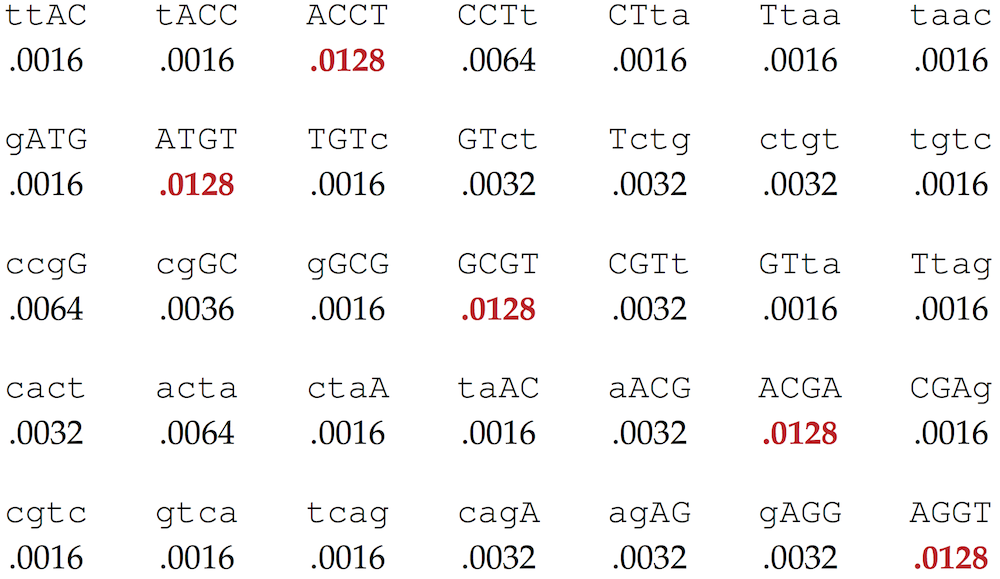 ttAC tACC ACCT CCTt CTta Ttaa taac
.0016 .0016 .0128 .0064 .0016 .0016 .0016
gATG ATGT TGTc GTct Tctg ctgt tgtc
.0016 .0128 .0016 .0032 .0032 .0032 .0016
ccgG cgGC gGCG GCGT CGTt GTta Ttag
.0064 .0036 .0016 .0128 .0032 .0016 .0016
cact acta ctaA taAC aACG ACGA CGAg
.0032 .0064 .0016 .0016 .0032 .0128 .0016
cgtc gtca tcag cagA agAG gAGG AGGT
.0016 .0016 .0016 .0032 .0032 .0032 .0128